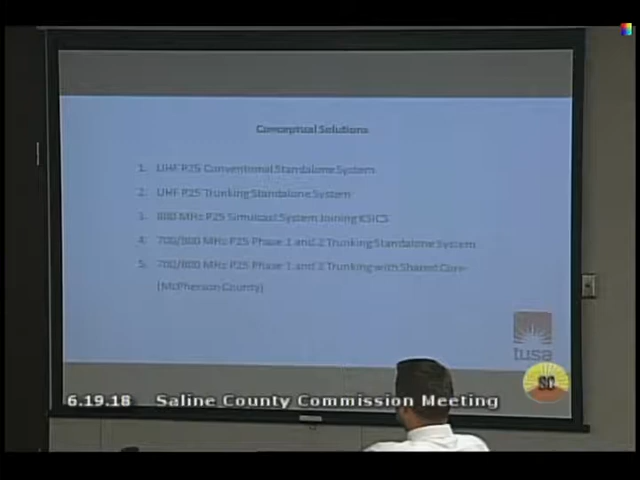 Conceptual Solutions
1. UHF P25 Conventional Standalone System
2. UHF P25 Trunking Standalone System
3. 800 MHz P25 Simulcast System Joining KSICS
4. 700/800 MHz P25 Phase 1 and 2 Trunking Standalone System
5. 700/800 MHz P25 Phase 1 and 2 Trunking with Shared Core
(McPherson County)
tusa
SC
6.19.18 Saline County Commission Meeting